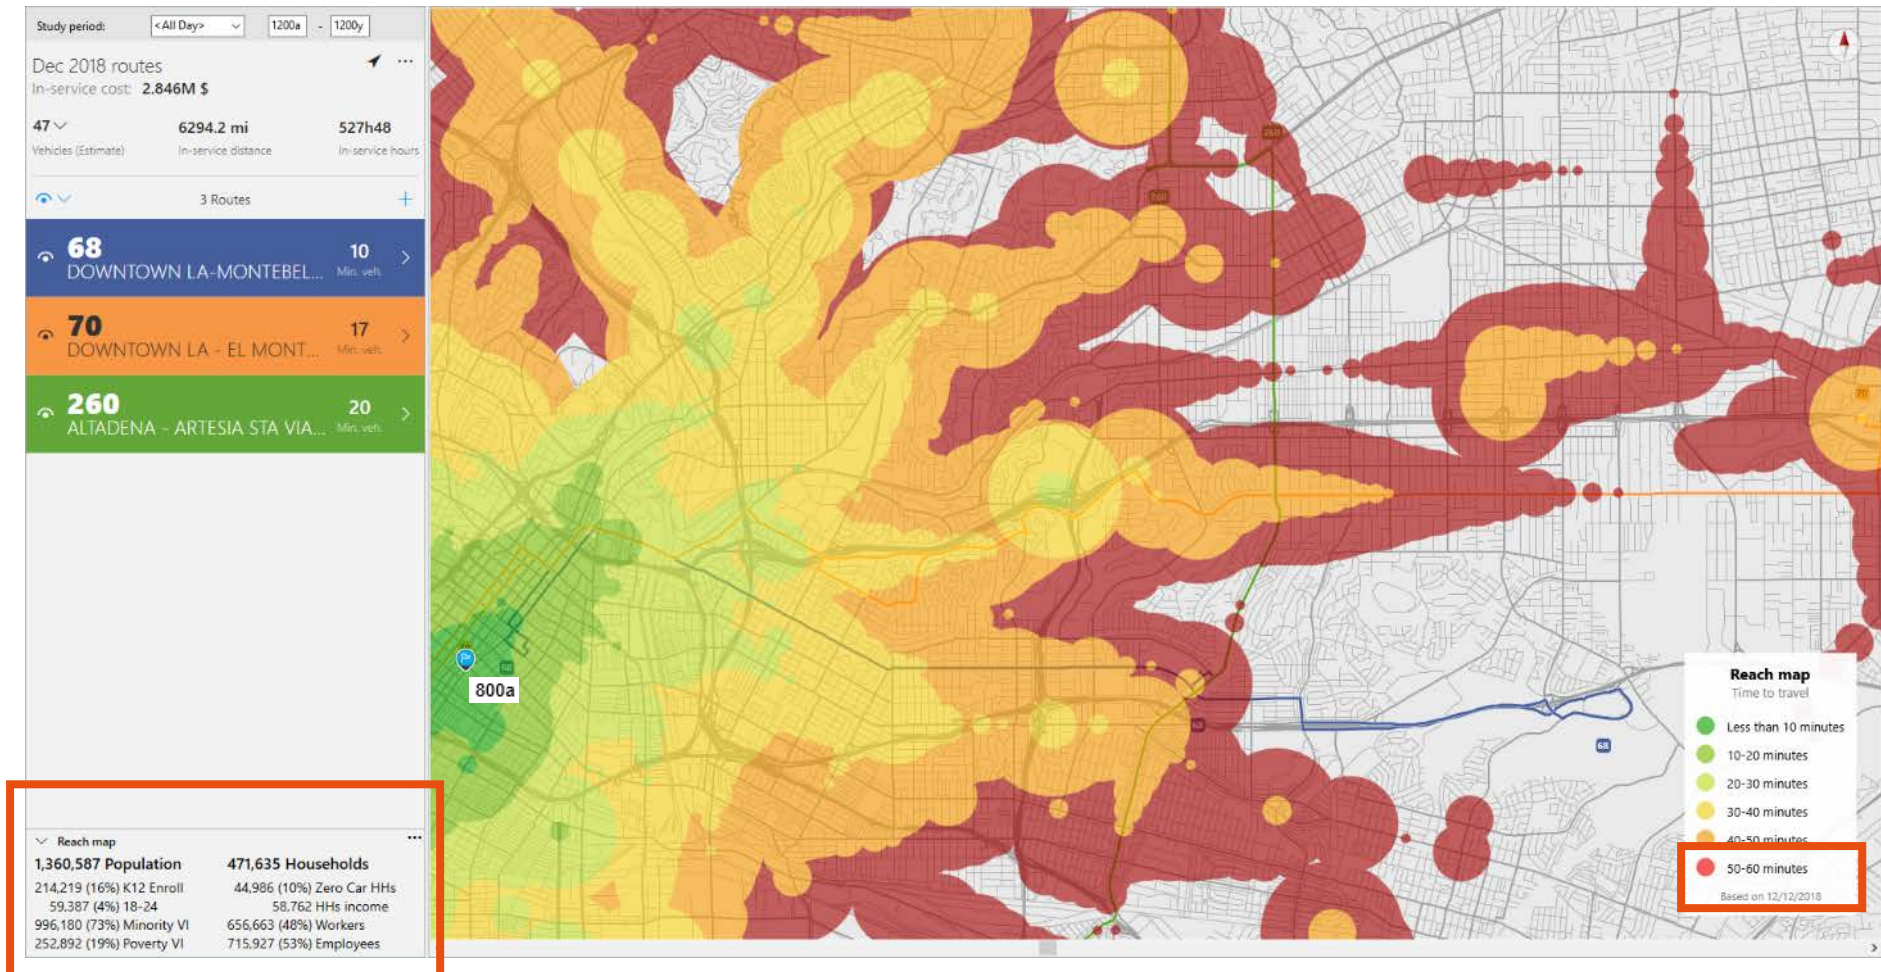 Study period: <All Day> 1200a - 1200y
Dec 2018 routes ...
In-service cost: 2.846M $
47 6294.2 mi 527h48
Vehicles (Estimate) In-service distance In-service hours
3 Routes +
68 10
DOWNTOWN LA-MONTEBEL... Min. veh.
70 17
DOWNTOWN LA - EL MONT... Min. veh.
260 20
ALTADENA - ARTESIA STA VIA... Min. veh.
260
260
70
68
800a
68
68
Reach map
Time to travel
Less than 10 minutes
10-20 minutes
20-30 minutes
30-40 minutes
40-50 minutes
50-60 minutes
Based on 12/12/2018
Reach map ...
1,360,587 Population 471,635 Households
214,219 (16%) K12 Enroll 44,986 (10%) Zero Car HHs
59,387 (4%) 18-24 58,762 HHs income
996,180 (73%) Minority VI 656,663 (48%) Workers
252,892 (19%) Poverty VI 715,927 (53%) Employees